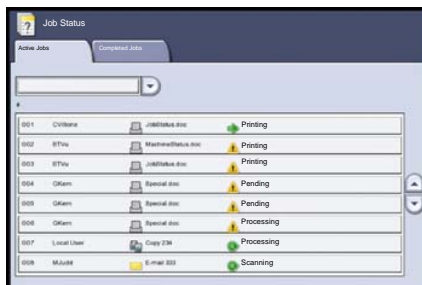 Job Status
Active Jobs Completed Jobs
#
001 CVillone JobStatus.doc Printing
002 BTVu MachineStatus.doc Printing
003 BTVu JobStatus.doc Printing
004 GKern Special.doc Pending
005 GKern Special.doc Pending
006 GKern Special.doc Processing
007 Local User Copy 234 Processing
008 MJudd E-mail 333 Scanning